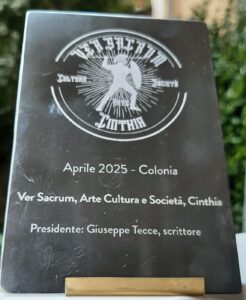 VER SACRUM
CULTURA
SOCIETÀ
CINTHIA
Aprile 2025 - Colonia
Ver Sacrum, Arte Cultura e Società, Cinthia
Presidente: Giuseppe Tecce, scrittore